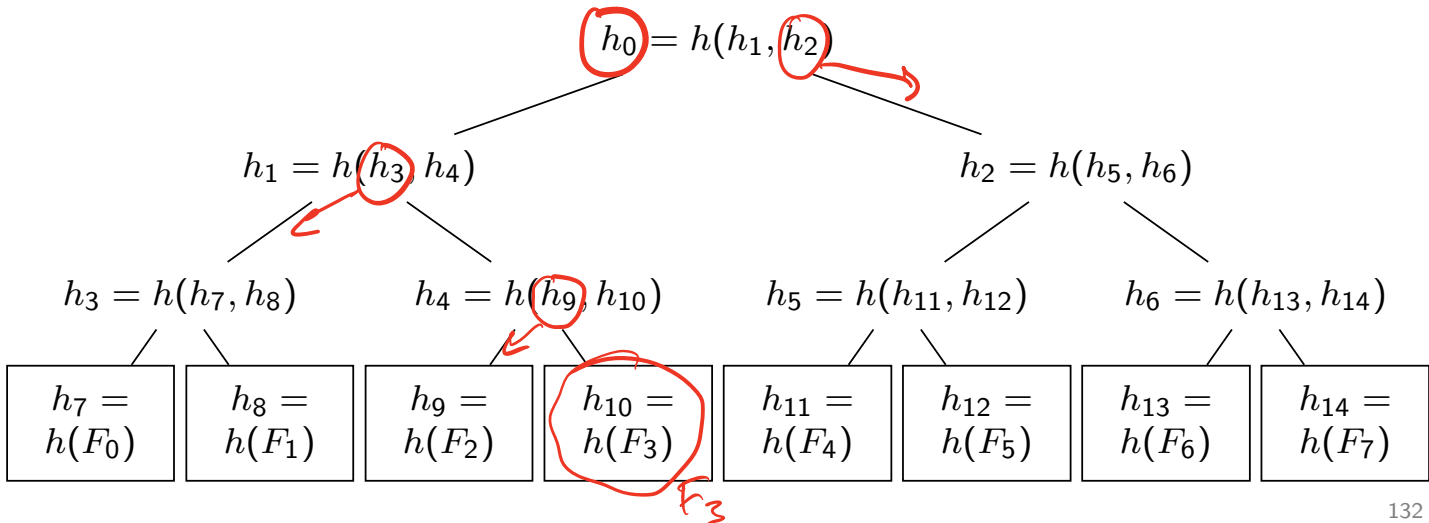 h₀ = h(h₁, h₂)
h₁ = h(h₃, h₄) h₂ = h(h₅, h₆)
h₃ = h(h₇, h₈) h₄ = h(h₉, h₁₀) h₅ = h(h₁₁, h₁₂) h₆ = h(h₁₃, h₁₄)
h₇ = h₈ = h₉ = h₁₀ = h₁₁ = h₁₂ = h₁₃ = h₁₄ =
h(F₀) h(F₁) h(F₂) h(F₃) h(F₄) h(F₅) h(F₆) h(F₇)
F₃
132